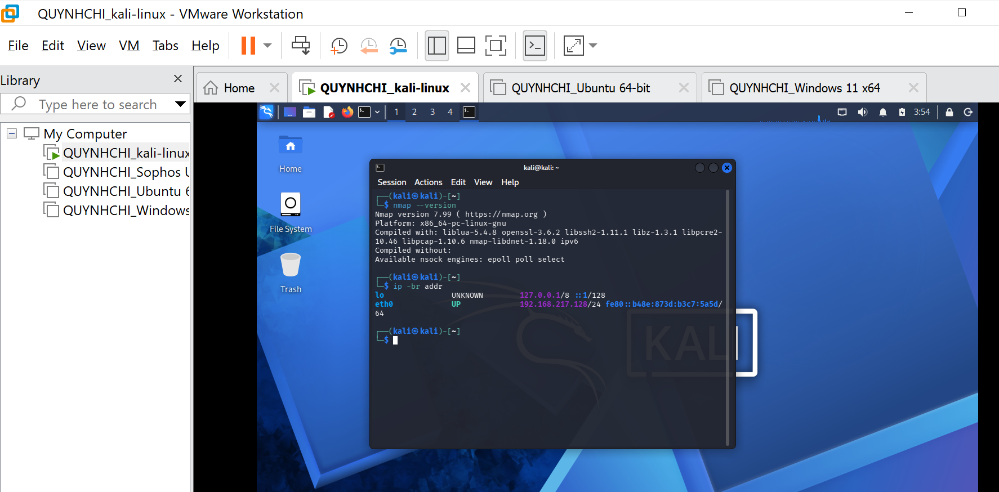 QUYNHCHI_kali-linux - VMware Workstation
File Edit View VM Tabs Help
Library
Type here to search
My Computer
QUYNHCHI_kali-linux
QUYNHCHI_Sophos U
QUYNHCHI_Ubuntu 6
QUYNHCHI_Windows
Home
QUYNHCHI_kali-linux
QUYNHCHI_Ubuntu 64-bit
QUYNHCHI_Windows 11 x64
1 2 3 4
3:54
Home
File System
Trash
kali@kali: ~
Session Actions Edit View Help
┌──(kali㉿kali)-[~]
└─$ nmap --version
Nmap version 7.99 ( https://nmap.org )
Platform: x86_64-pc-linux-gnu
Compiled with: liblua-5.4.8 openssl-3.6.2 libssh2-1.11.1 libz-1.3.1 libpcre2-
10.46 libpcap-1.10.6 nmap-libdnet-1.18.0 ipv6
Compiled without:
Available nsock engines: epoll poll select
┌──(kali㉿kali)-[~]
└─$ ip -br addr
lo UNKNOWN 127.0.0.1/8 ::1/128
eth0 UP 192.168.217.128/24 fe80::b48e:873d:b3c7:5a5d/
64
┌──(kali㉿kali)-[~]
└─$
KALI